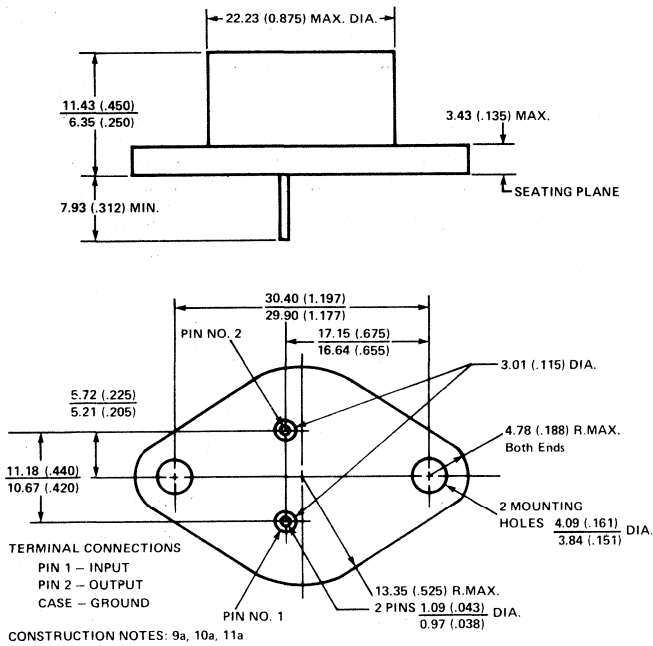 22.23 (0.875) MAX. DIA.
11.43 (.450)
6.35 (.250)
3.43 (.135) MAX.
SEATING PLANE
7.93 (.312) MIN.
30.40 (1.197)
29.90 (1.177)
PIN NO. 2
17.15 (.675)
16.64 (.655)
3.01 (.115) DIA.
5.72 (.225)
5.21 (.205)
4.78 (.188) R.MAX.
Both Ends
11.18 (.440)
10.67 (.420)
2 MOUNTING
HOLES 4.09 (.161) DIA.
3.84 (.151)
TERMINAL CONNECTIONS
PIN 1 – INPUT
PIN 2 – OUTPUT
CASE – GROUND
13.35 (.525) R.MAX.
PIN NO. 1
2 PINS 1.09 (.043) DIA.
0.97 (.038)
CONSTRUCTION NOTES: 9a, 10a, 11a